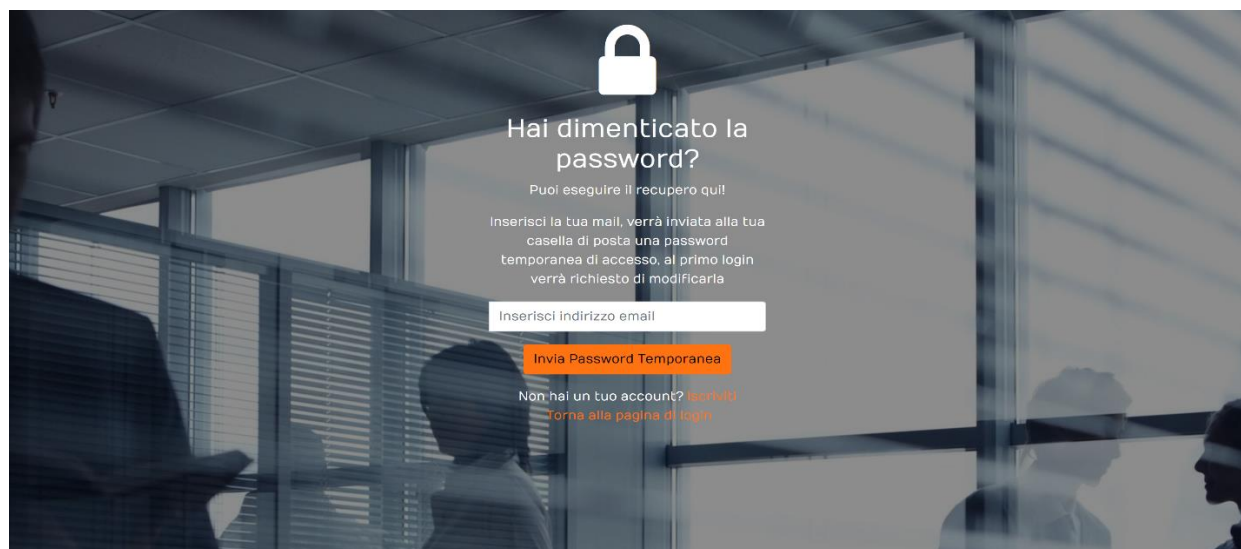 Hai dimenticato la
password?
Puoi eseguire il recupero qui!
Inserisci la tua mail, verrà inviata alla tua
casella di posta una password
temporanea di accesso, al primo login
verrà richiesto di modificarla
Inserisci indirizzo email
Invia Password Temporanea
Non hai un tuo account? Iscriviti
Torna alla pagina di login